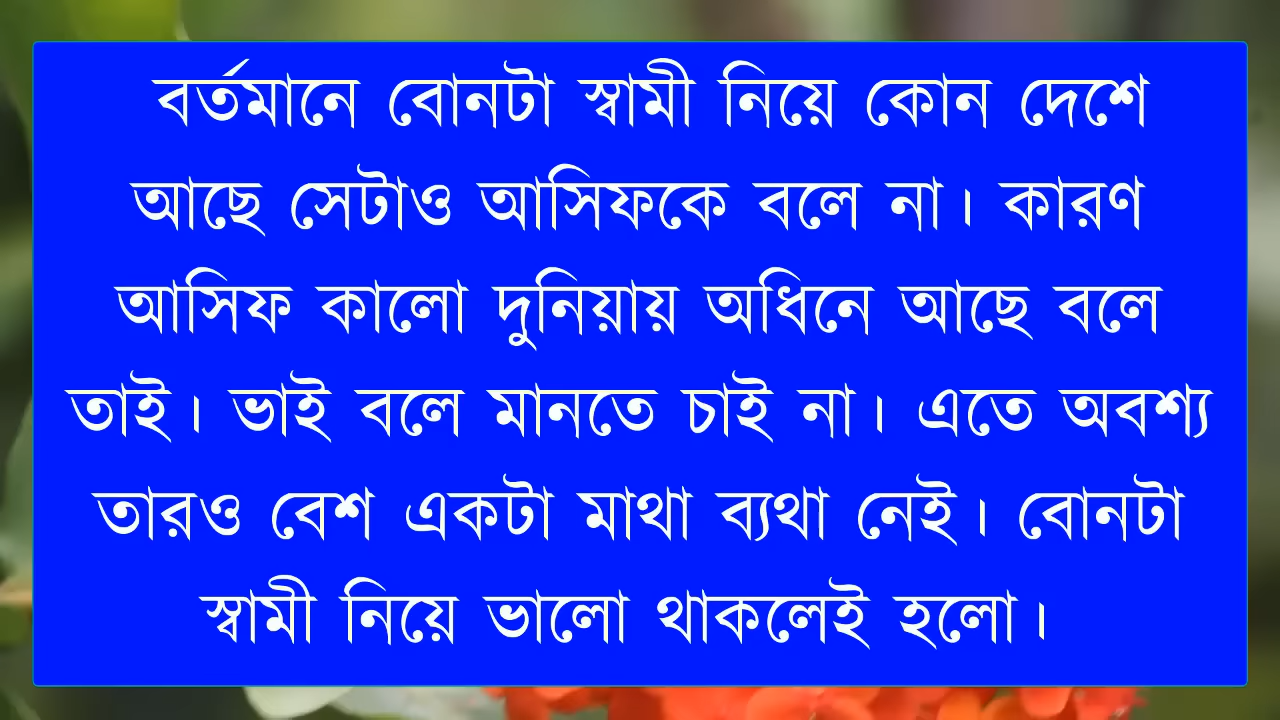 বর্তমানে বোনটা স্বামী নিয়ে কোন দেশে
আছে সেটাও আসিফকে বলে না। কারণ
আসিফ কালো দুনিয়ায় অধিনে আছে বলে
তাই। ভাই বলে মানতে চাই না। এতে অবশ্য
তারও বেশ একটা মাথা ব্যথা নেই। বোনটা
স্বামী নিয়ে ভালো থাকলেই হলো।